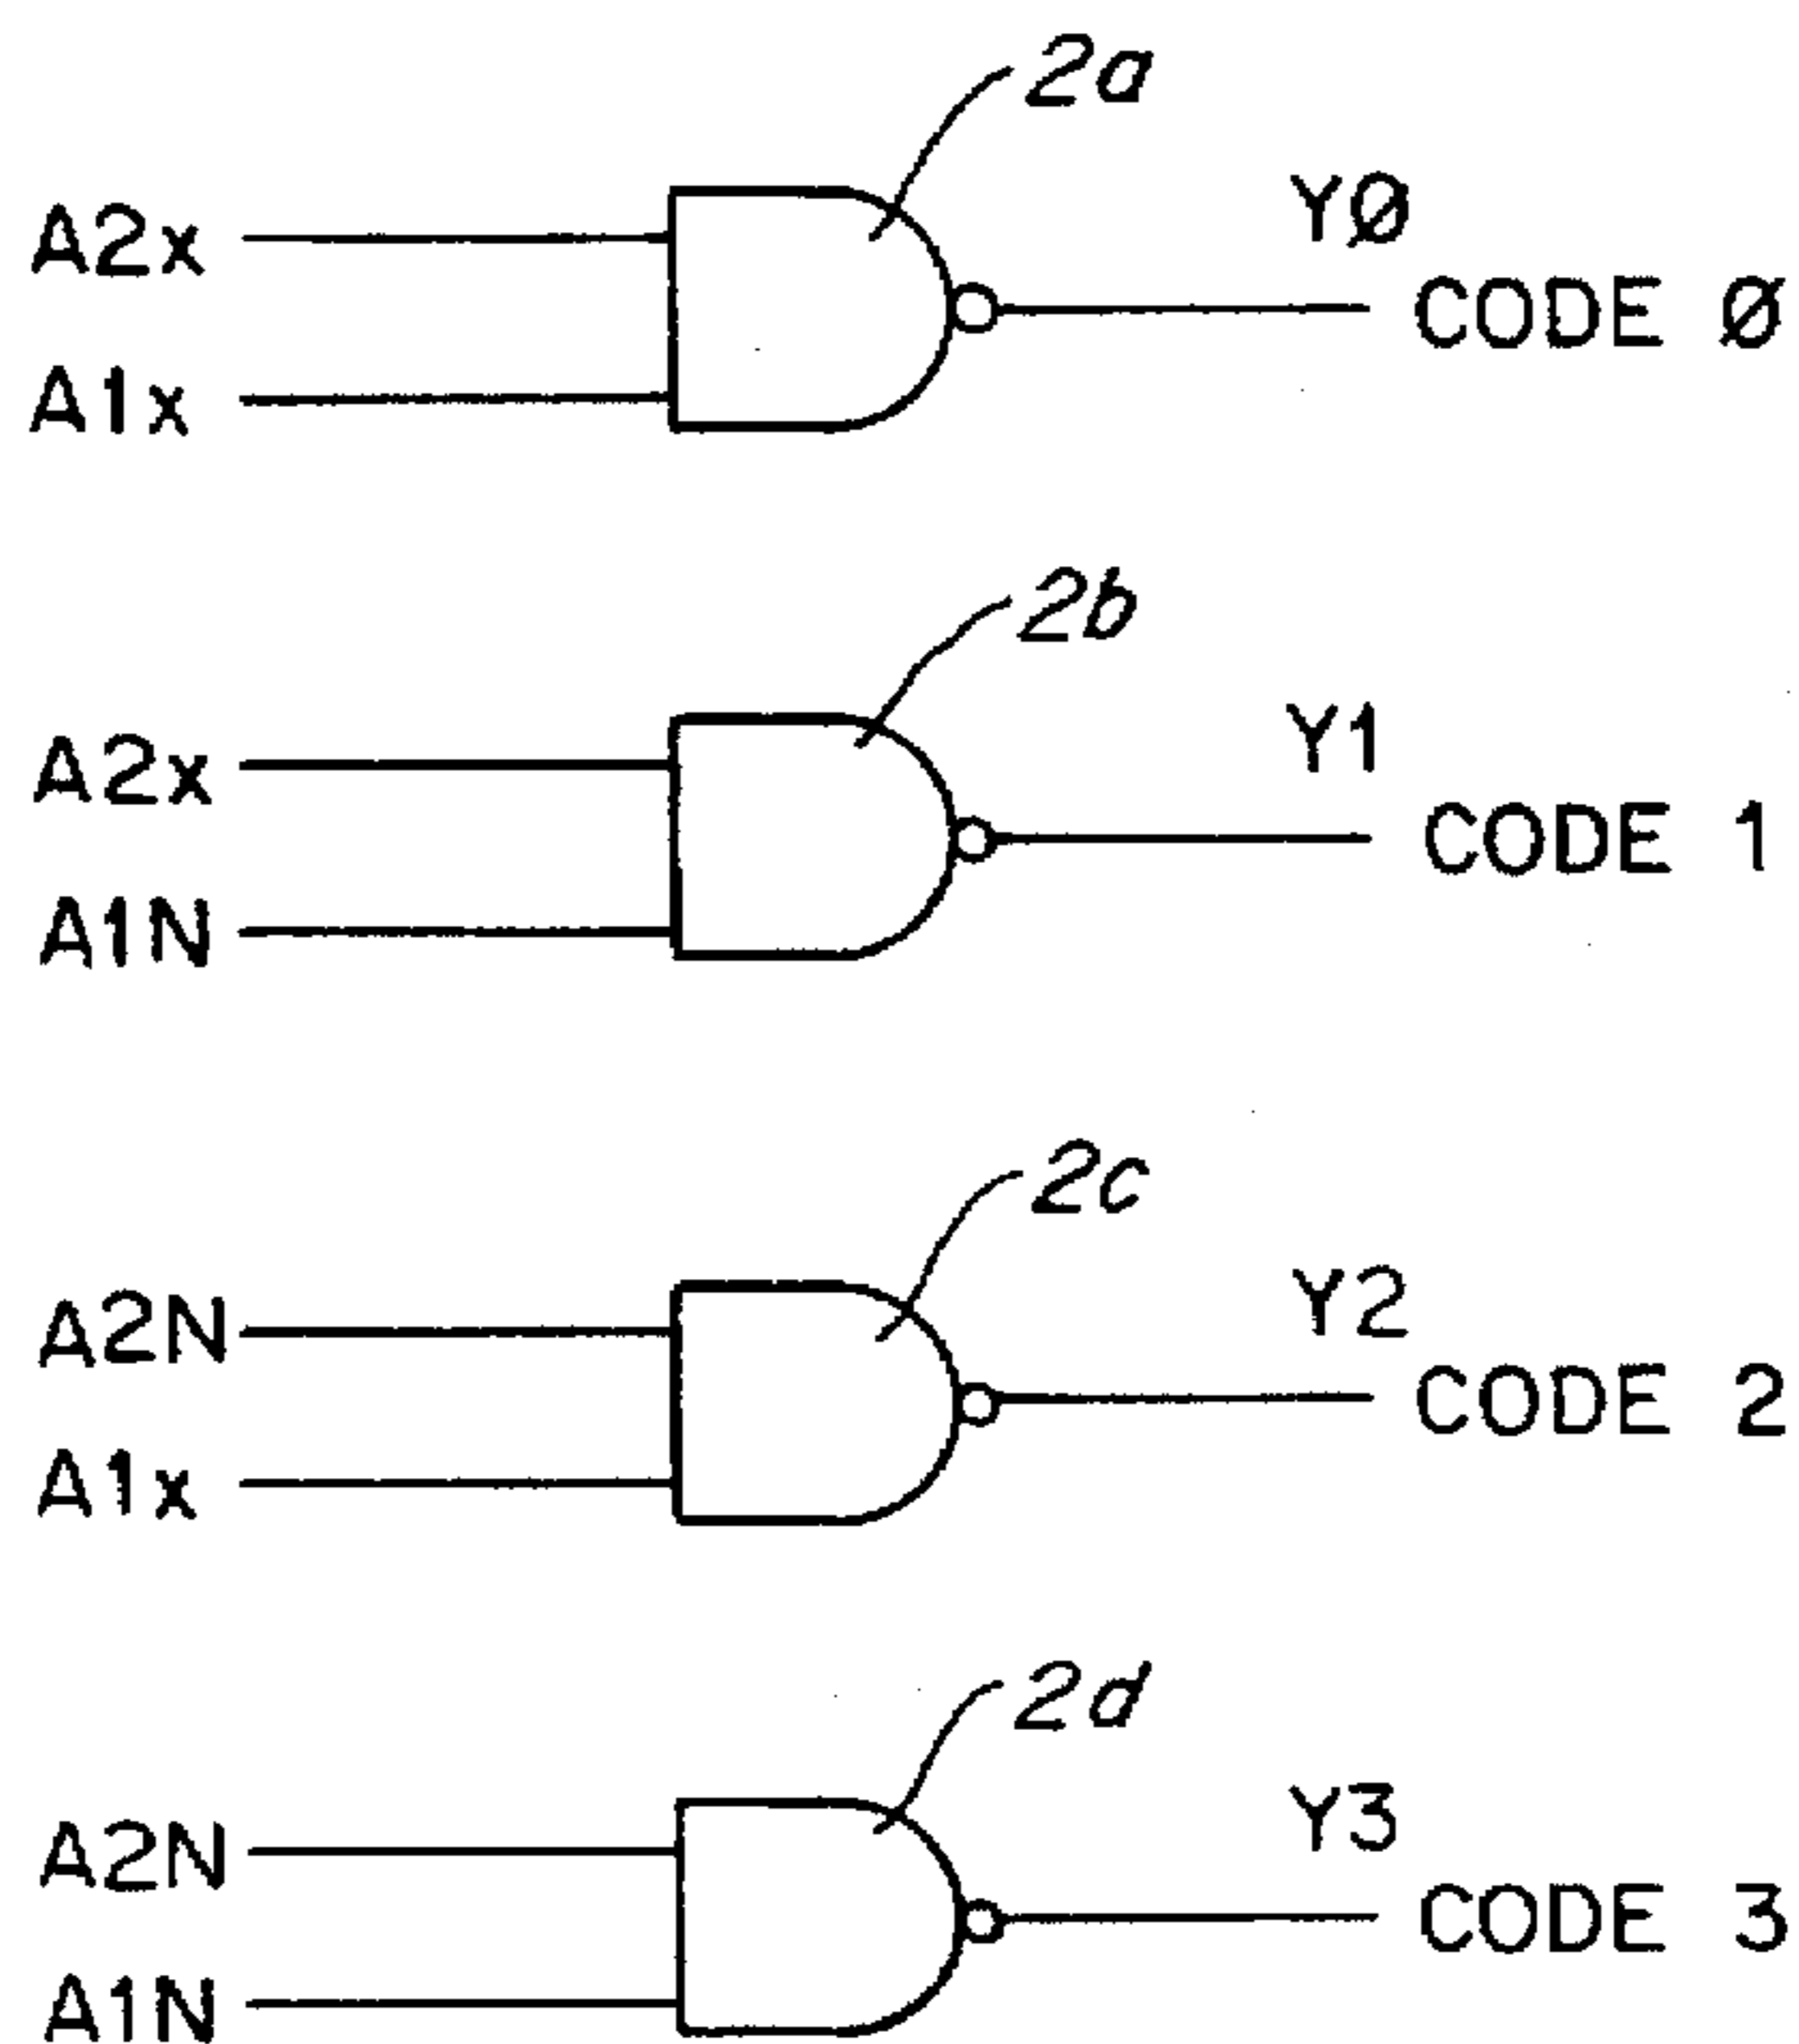 2a
A2x
Y0
CODE 0
A1x
2b
A2x
Y1
CODE 1
A1N
2c
A2N
Y2
CODE 2
A1x
2d
A2N
Y3
CODE 3
A1N